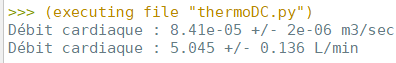 >>> (executing file "thermoDC.py")
Débit cardiaque : 8.41e-05 +/- 2e-06 m3/sec
Débit cardiaque : 5.045 +/- 0.136 L/min